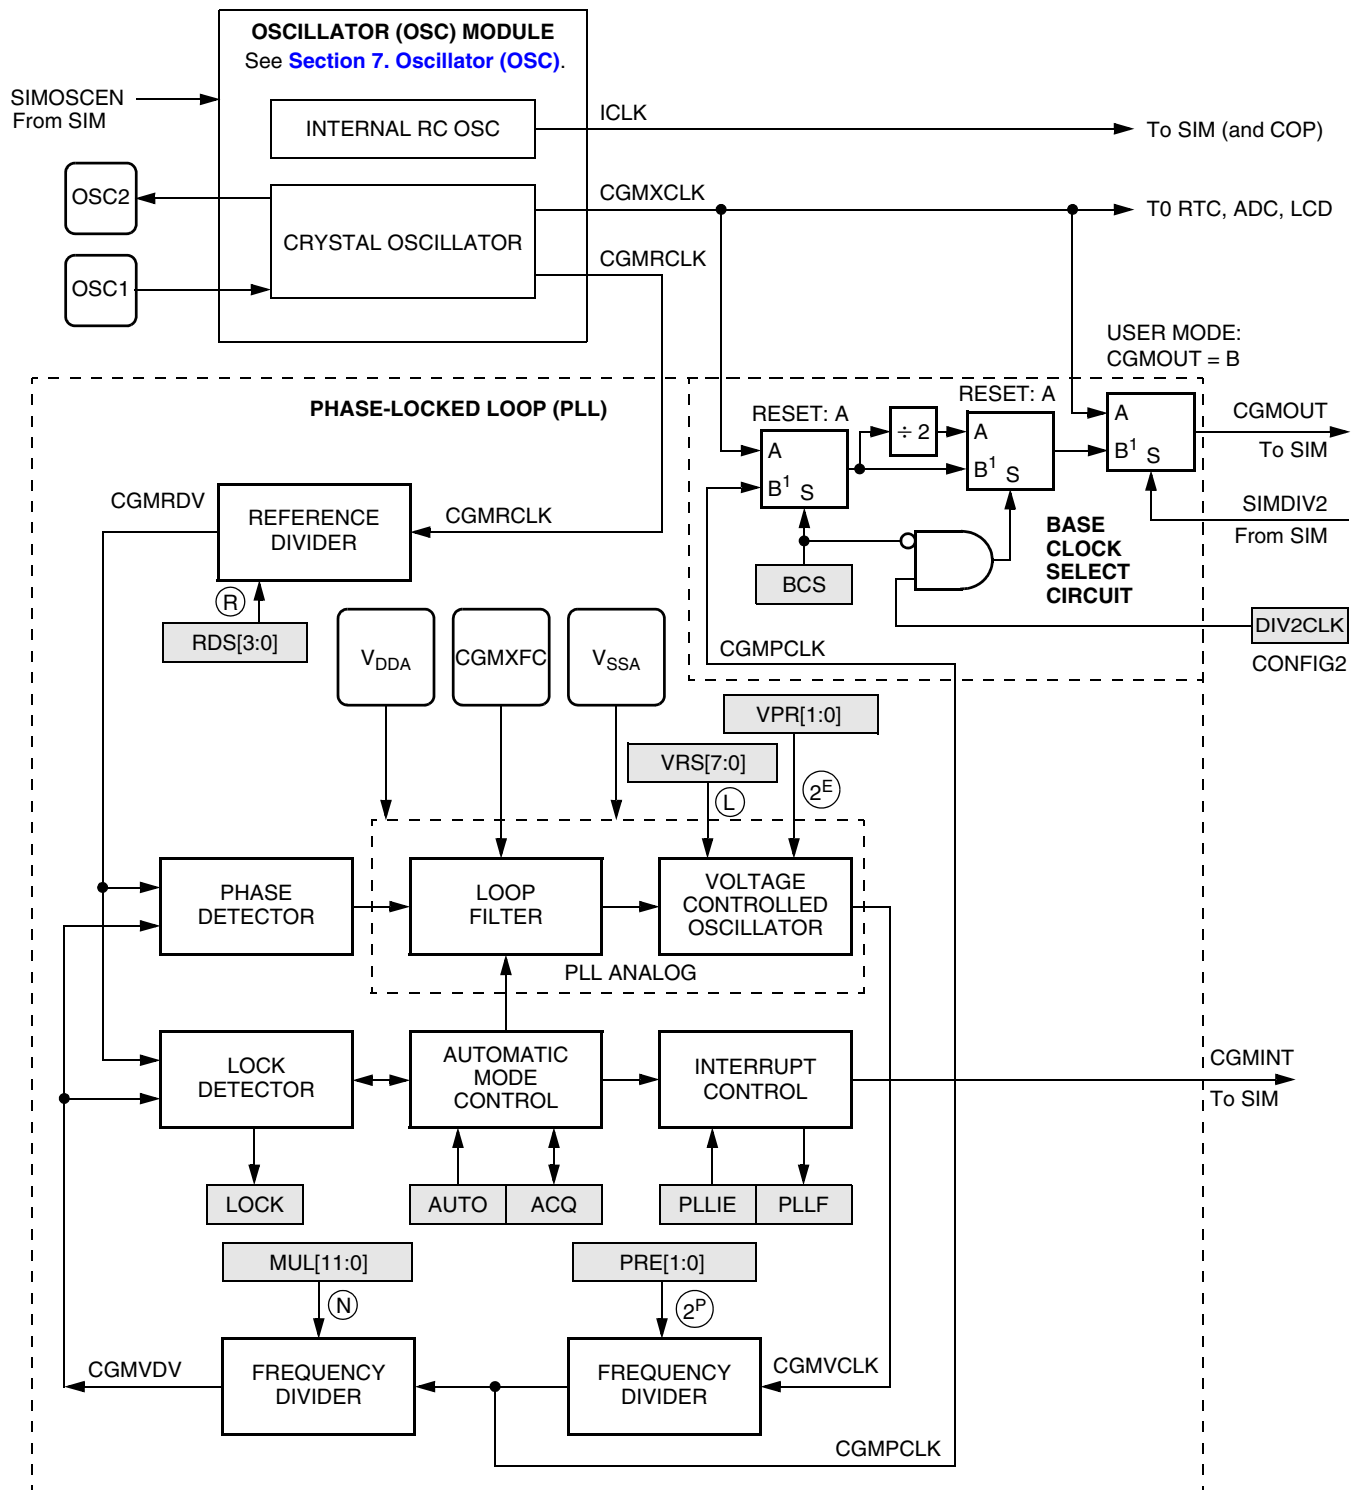 OSCILLATOR (OSC) MODULE
See Section 7. Oscillator (OSC).
SIMOSCEN
From SIM
INTERNAL RC OSC
ICLK
To SIM (and COP)
OSC2
CRYSTAL OSCILLATOR
CGMXCLK
T0 RTC, ADC, LCD
OSC1
CGMRCLK
USER MODE:
CGMOUT = B
PHASE-LOCKED LOOP (PLL)
RESET: A
RESET: A
A
B1 S
÷ 2
A
B1 S
A
B1 S
CGMOUT
To SIM
SIMDIV2
From SIM
BASE
CLOCK
SELECT
CIRCUIT
BCS
DIV2CLK
CONFIG2
CGMRDV
REFERENCE
DIVIDER
CGMRCLK
R
RDS[3:0]
VDDA
CGMXFC
VSSA
CGMPCLK
VPR[1:0]
VRS[7:0]
L
2E
PHASE
DETECTOR
LOOP
FILTER
VOLTAGE
CONTROLLED
OSCILLATOR
PLL ANALOG
LOCK
DETECTOR
AUTOMATIC
MODE
CONTROL
INTERRUPT
CONTROL
CGMINT
To SIM
LOCK
AUTO
ACQ
PLLIE
PLLF
MUL[11:0]
PRE[1:0]
N
2P
CGMVDV
FREQUENCY
DIVIDER
FREQUENCY
DIVIDER
CGMVCLK
CGMPCLK